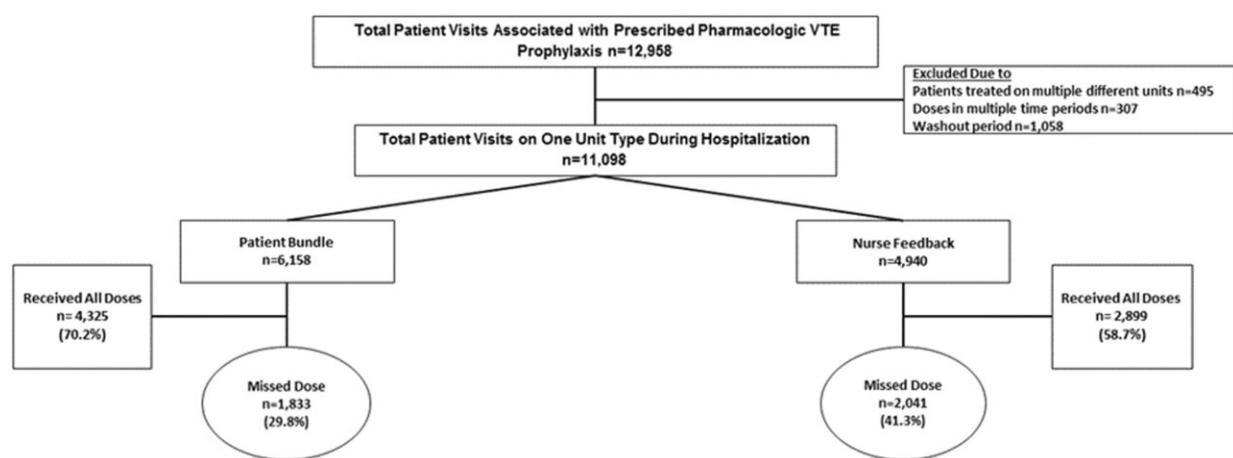 Total Patient Visits Associated with Prescribed Pharmacologic VTE
Prophylaxis n=12,958
Excluded Due to
Patients treated on multiple different units n=495
Doses in multiple time periods n=307
Washout period n=1,058
Total Patient Visits on One Unit Type During Hospitalization
n=11,098
Patient Bundle
n=6,158
Nurse Feedback
n=4,940
Received All Doses
n= 4,325
(70.2%)
Received All Doses
n= 2,899
(58.7%)
Missed Dose
n=1,833
(29.8%)
Missed Dose
n=2,041
(41.3%)